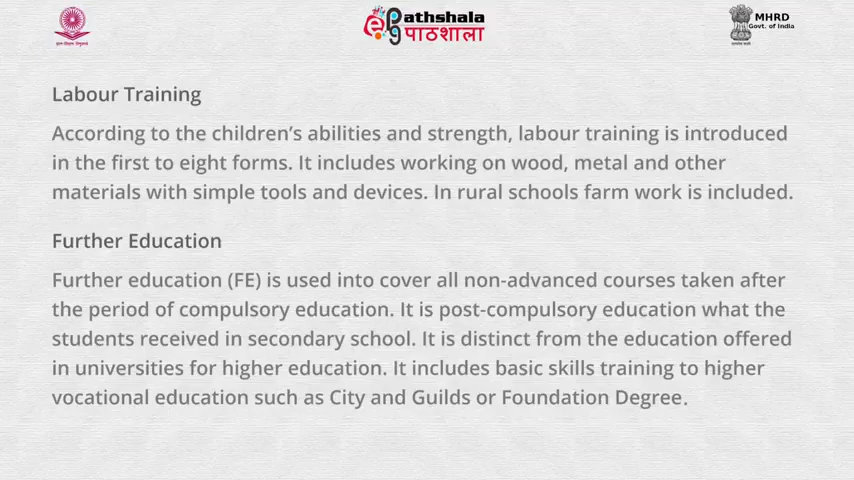 ePathshala
पाठशाला
MHRD
Govt. of India
Labour Training
According to the children’s abilities and strength, labour training is introduced
in the first to eight forms. It includes working on wood, metal and other
materials with simple tools and devices. In rural schools farm work is included.
Further Education
Further education (FE) is used into cover all non-advanced courses taken after
the period of compulsory education. It is post-compulsory education what the
students received in secondary school. It is distinct from the education offered
in universities for higher education. It includes basic skills training to higher
vocational education such as City and Guilds or Foundation Degree.